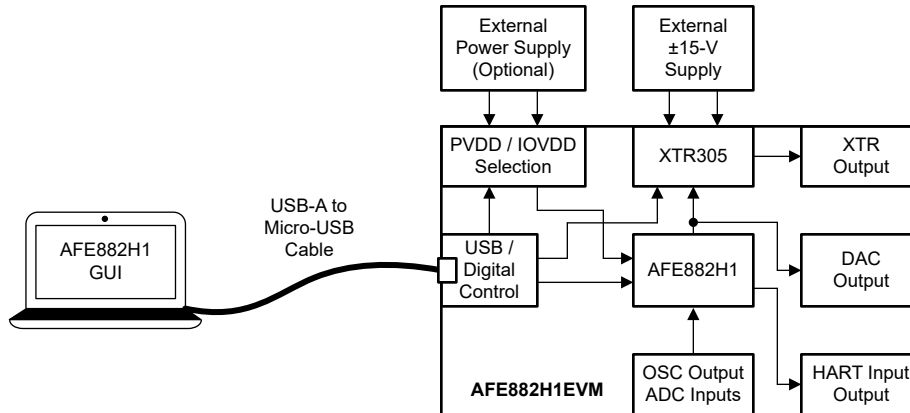 External
Power Supply
(Optional)
External
±15-V
Supply
PVDD / IOVDD
Selection
XTR305
XTR
Output
USB-A to
Micro-USB
Cable
AFE882H1
GUI
USB /
Digital
Control
AFE882H1
DAC
Output
AFE882H1EVM
OSC Output
ADC Inputs
HART Input
Output